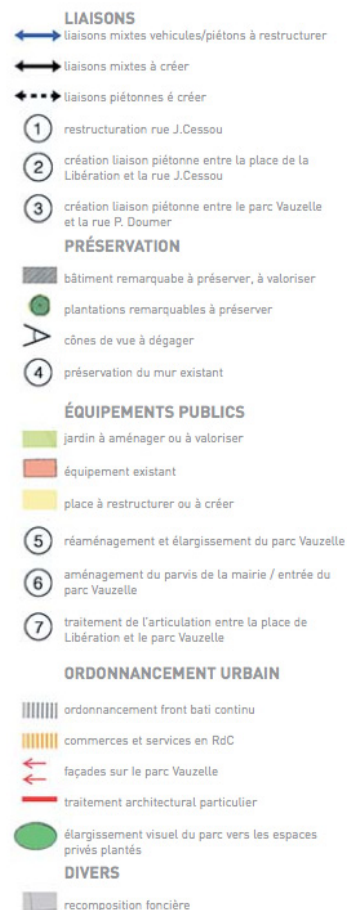 LIAISONS
liaisons mixtes vehicules/piétons à restructurer
liaisons mixtes à créer
liaisons piétonnes é créer
1 restructuration rue J.Cessou
2 création liaison piétonne entre la place de la
Libération et la rue J.Cessou
3 création liaison piétonne entre le parc Vauzelle
et la rue P. Doumer
PRÉSERVATION
bâtiment remarquabe à préserver, à valoriser
plantations remarquables à préserver
cônes de vue à dégager
4 préservation du mur existant
ÉQUIPEMENTS PUBLICS
jardin à aménager ou à valoriser
équipement existant
place à restructurer ou à créer
5 réaménagement et élargissement du parc Vauzelle
6 aménagement du parvis de la mairie / entrée du
parc Vauzelle
7 traitement de l'articulation entre la place de
Libération et le parc Vauzelle
ORDONNANCEMENT URBAIN
ordonnancement front bati continu
commerces et services en RdC
façades sur le parc Vauzelle
traitement architectural particulier
élargissement visuel du parc vers les espaces
privés plantés
DIVERS
recomposition foncière